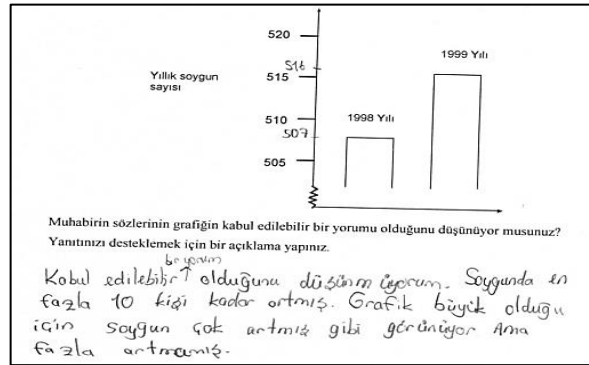 520
516
1999 Yılı
Yıllık soygun
sayısı
515
510
1998 Yılı
507
505
Muhabirin sözlerinin grafiğin kabul edilebilir bir yorumu olduğunu düşünüyor musunuz?
Yanıtınızı desteklemek için bir açıklama yapınız.
bir yorum
Kabul edilebilir ↑ olduğunu düşünmüyorum. Soygunda en
fazla 10 kişi kadar artmış. Grafik büyük olduğu
için soygun çok artmış gibi görünüyor Ama
fazla artmamış.